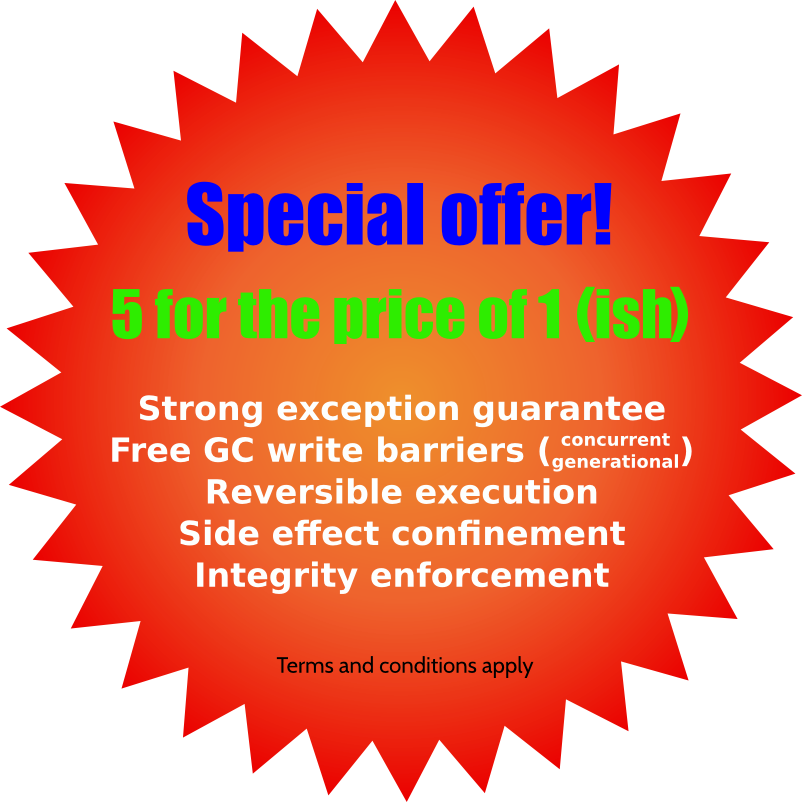 Special offer!
5 for the price of 1 (ish)
Strong exception guarantee
Free GC write barriers (concurrent generational)
Reversible execution
Side effect confinement
Integrity enforcement
Terms and conditions apply